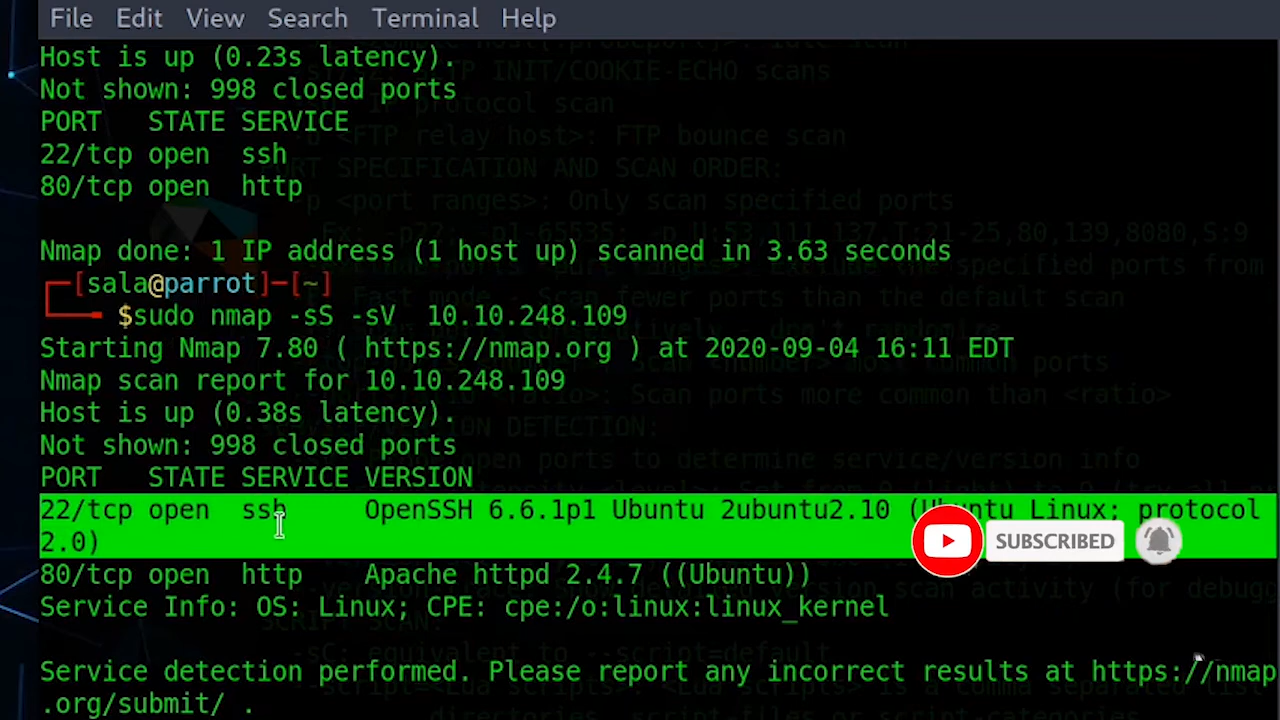 File Edit View Search Terminal Help
Host is up (0.23s latency).
Not shown: 998 closed ports
PORT   STATE SERVICE
22/tcp open  ssh
80/tcp open  http
Nmap done: 1 IP address (1 host up) scanned in 3.63 seconds
┌─[sala@parrot]─[~]
└──╼ $sudo nmap -sS -sV  10.10.248.109
Starting Nmap 7.80 ( https://nmap.org ) at 2020-09-04 16:11 EDT
Nmap scan report for 10.10.248.109
Host is up (0.38s latency).
Not shown: 998 closed ports
PORT   STATE SERVICE VERSION
22/tcp open  ssh     OpenSSH 6.6.1p1 Ubuntu 2ubuntu2.10 (Ubuntu Linux; protocol
2.0)
SUBSCRIBED
80/tcp open  http    Apache httpd 2.4.7 ((Ubuntu))
Service Info: OS: Linux; CPE: cpe:/o:linux:linux_kernel
Service detection performed. Please report any incorrect results at https://nmap
.org/submit/ .